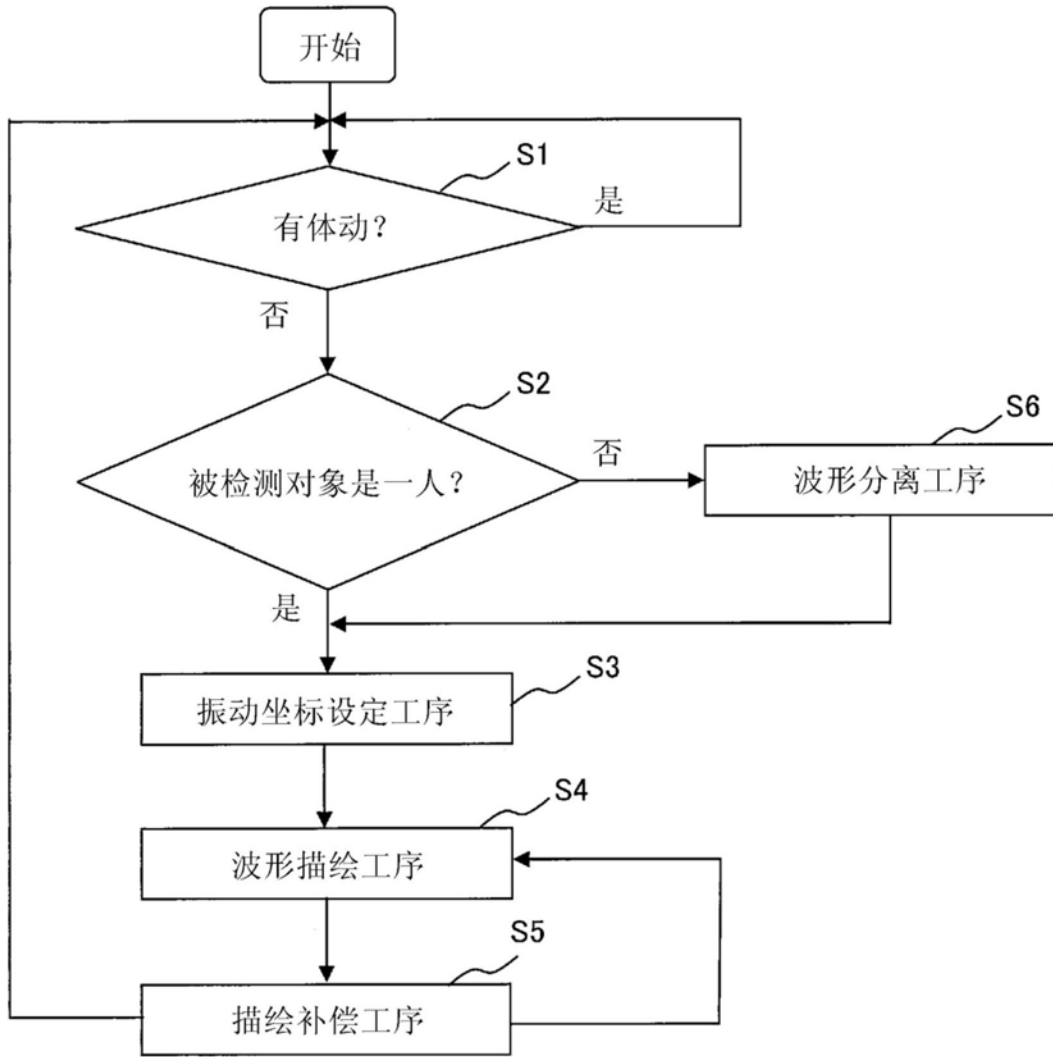 开始
S1
有体动？
是
否
S2
被检测对象是一人？
否
S6
波形分离工序
是
S3
振动坐标设定工序
S4
波形描绘工序
S5
描绘补偿工序